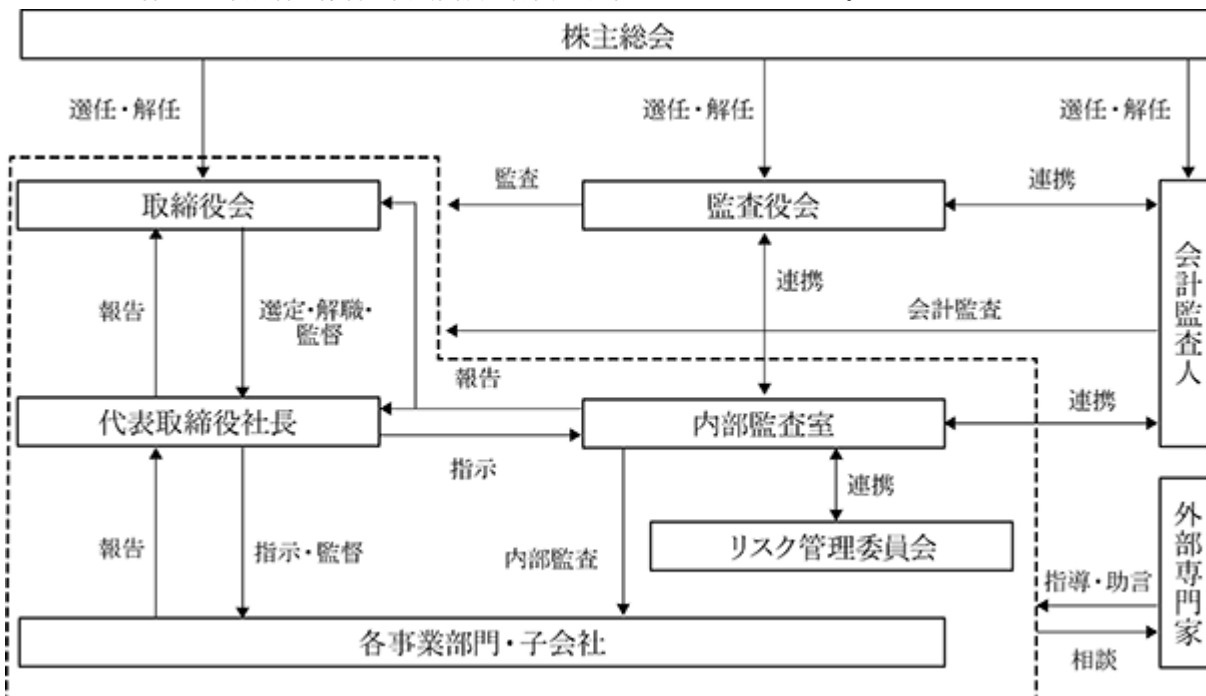 株主総会
選任・解任
選任・解任
選任・解任
取締役会
監査
監査役会
連携
会計監査人
報告
選定・解職・
監督
連携
会計監査
報告
代表取締役社長
内部監査室
連携
指示
連携
報告
指示・監督
内部監査
リスク管理委員会
外部専門家
指導・助言
各事業部門・子会社
相談